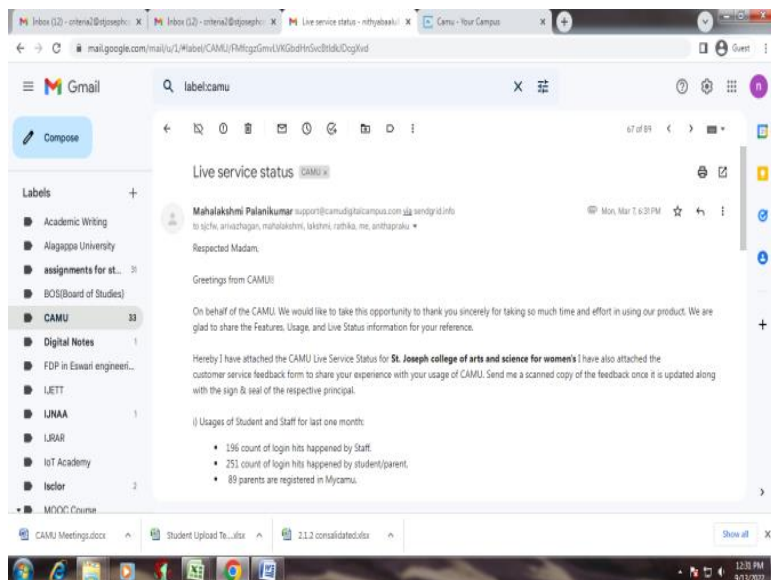 Inbox (12) - criteria2@stjosephc
Inbox (12) - criteria2@stjosephc
Live service status - nithyabaalul
Camu - Your Campus
Guest
Gmail
label:camu
Compose
67 of 89
Live service status CAMU x
Labels
Mahalakshmi Palanikumar support@camudigitalcampus.com via sendgrid.info
Mon, Mar 7, 6:31 PM
to sjcfw, arivazhagan, mahalakshmi, lakshmi, rathika, me, anithapraku
Academic Writing
Alagappa University
assignments for st... 31
BOS(Board of Studies)
CAMU 33
Digital Notes 1
FDP in Eswari engineeri...
IJETT
IJNAA 1
IJRAR
IoT Academy
Isclor 2
MOOC Course
Respected Madam,
Greetings from CAMU!!
On behalf of the CAMU. We would like to take this opportunity to thank you sincerely for taking so much time and effort in using our product. We are
glad to share the Features, Usage, and Live Status information for your reference.
Hereby I have attached the CAMU Live Service Status for St. Joseph college of arts and science for women's I have also attached the
customer service feedback form to share your experience with your usage of CAMU. Send me a scanned copy of the feedback once it is updated along
with the sign & seal of the respective principal.
i) Usages of Student and Staff for last one month:
196 count of login hits happened by Staff.
251 count of login hits happened by student/parent.
89 parents are registered in Mycamu.
CAMU Meetings.docx
Student Upload Te....xlsx
2.1.2 consalidated.xlsx
Show all
12:31 PM
9/13/2022